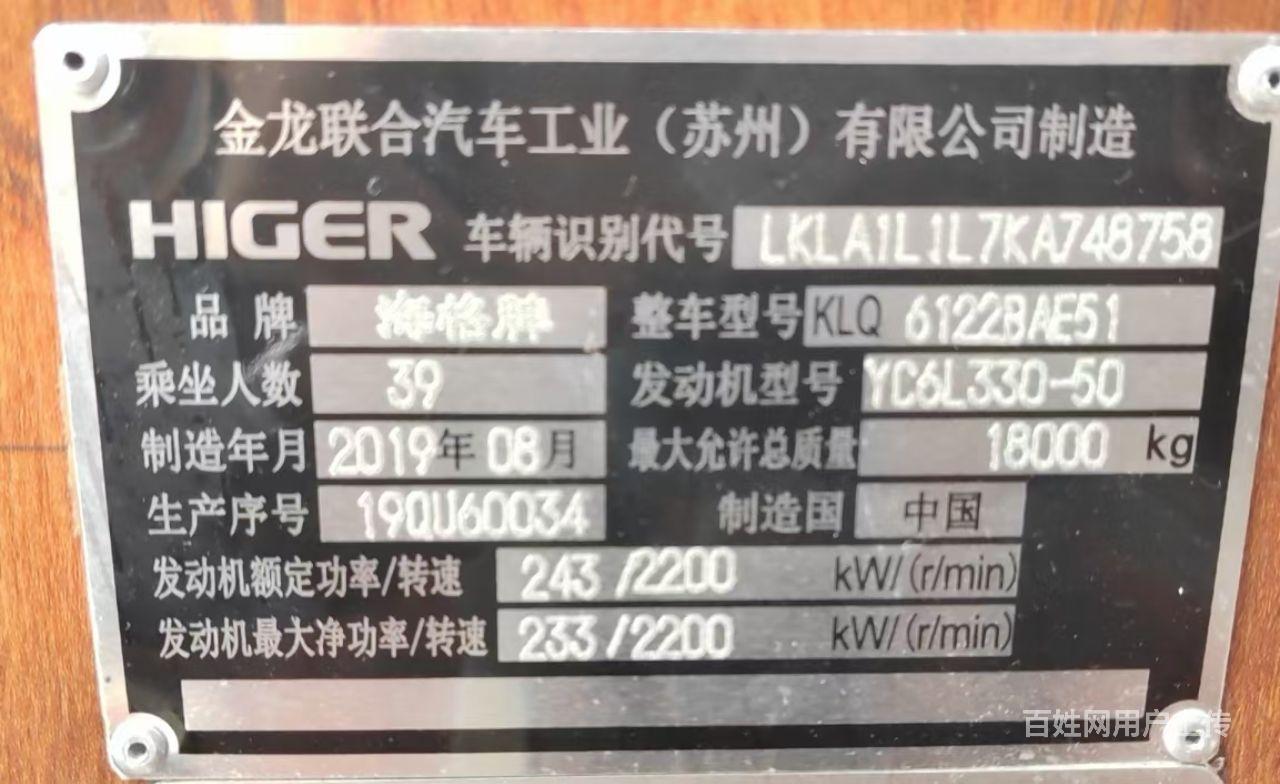 金龙联合汽车工业（苏州）有限公司制造
HIGER 车辆识别代号 LKLA1L1L7KA748758
品牌 海格牌 整车型号 KLQ 6122BAE51
乘坐人数 39 发动机型号 YC6L330-50
制造年月 2019年08月 最大允许总质量 18000 kg
生产序号 19QU60034 制造国 中国
发动机额定功率/转速 243/2200 kW/(r/min)
发动机最大净功率/转速 233/2200 kW/(r/min)
百姓网用户上传